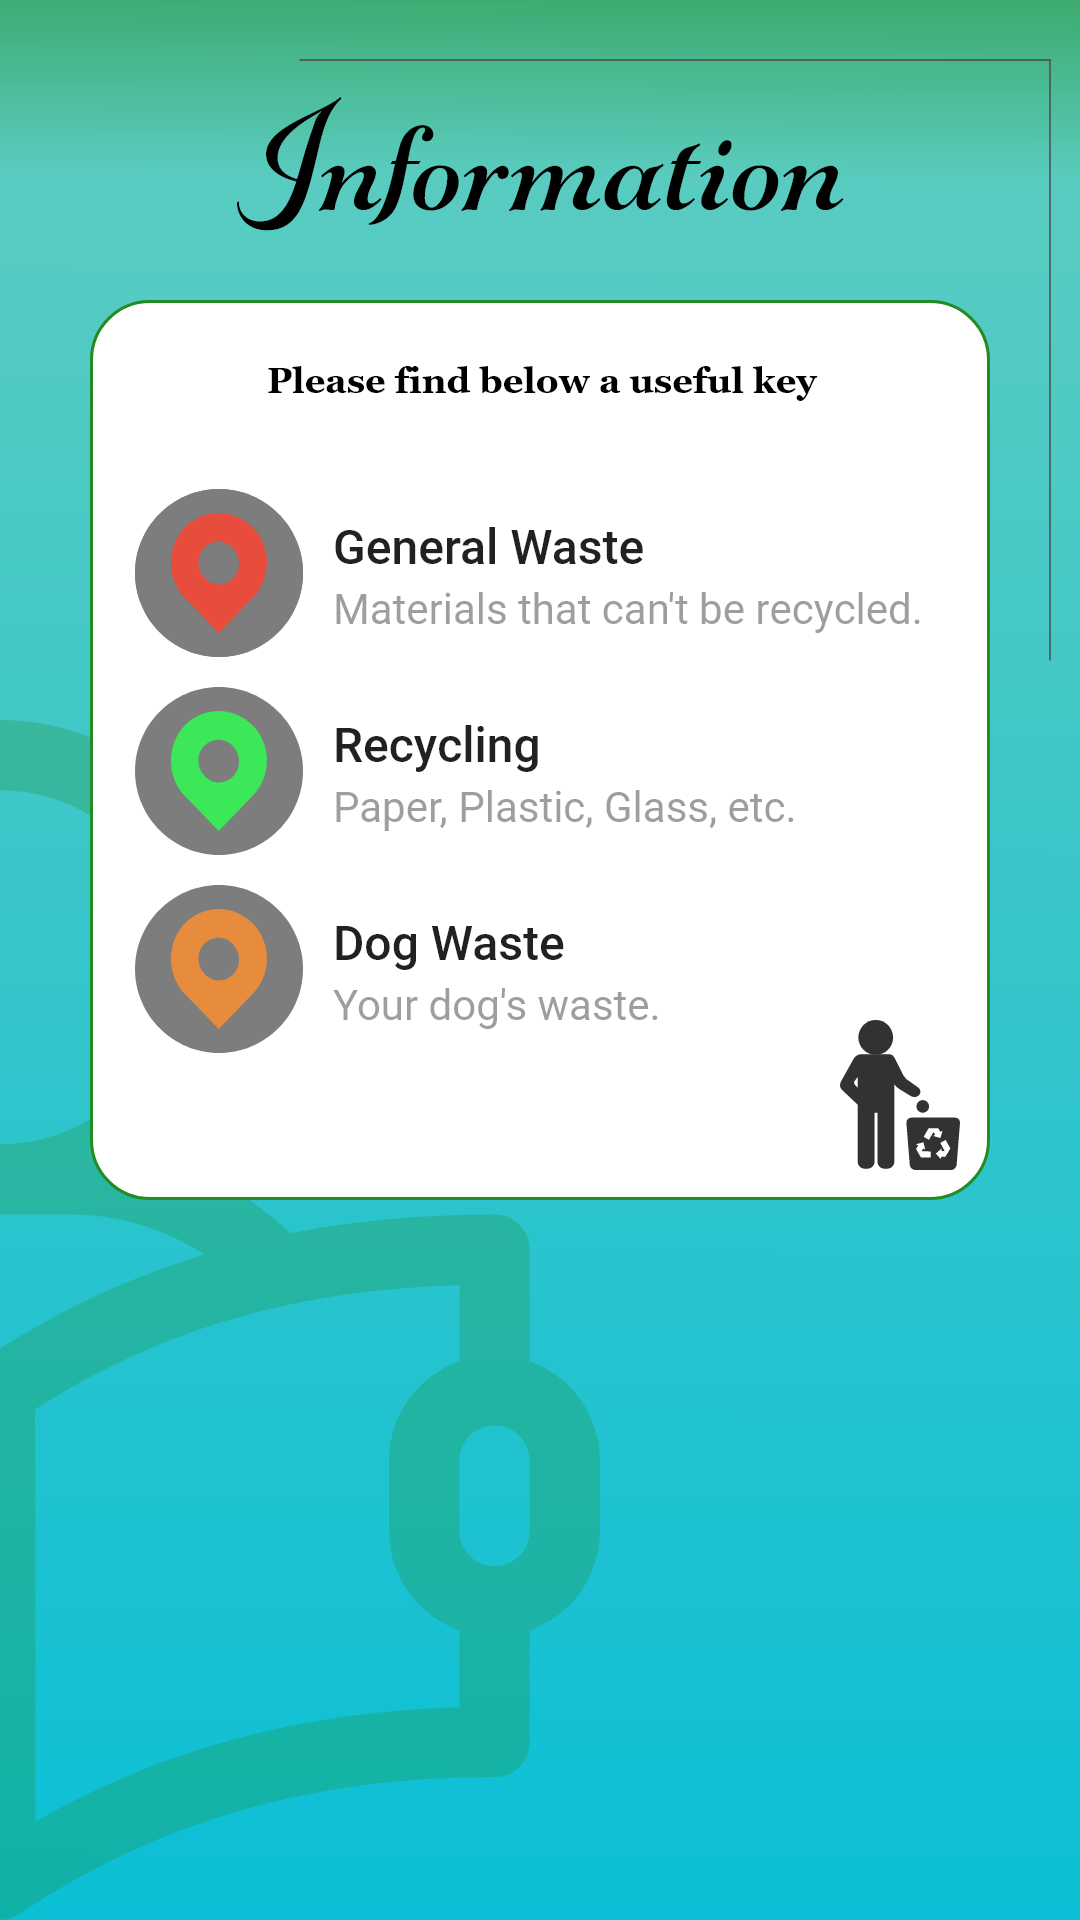 Information
Please find below a useful key
General Waste
Materials that can't be recycled.
Recycling
Paper, Plastic, Glass, etc.
Dog Waste
Your dog's waste.